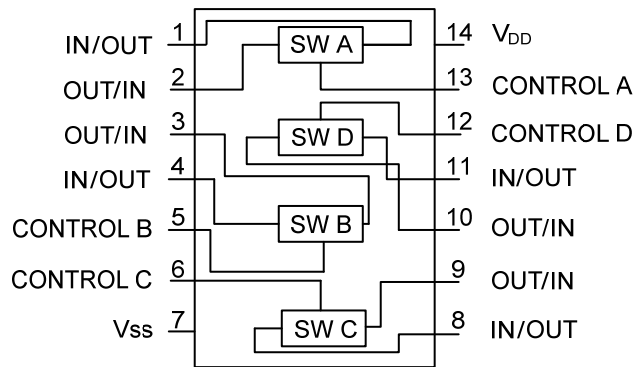 1
IN/OUT
SW A
14 VDD
2
OUT/IN
13 CONTROL A
3
OUT/IN
12 CONTROL D
SW D
4
IN/OUT
11 IN/OUT
5
CONTROL B
SW B
10 OUT/IN
6
CONTROL C
9 OUT/IN
7
Vss
SW C
8 IN/OUT